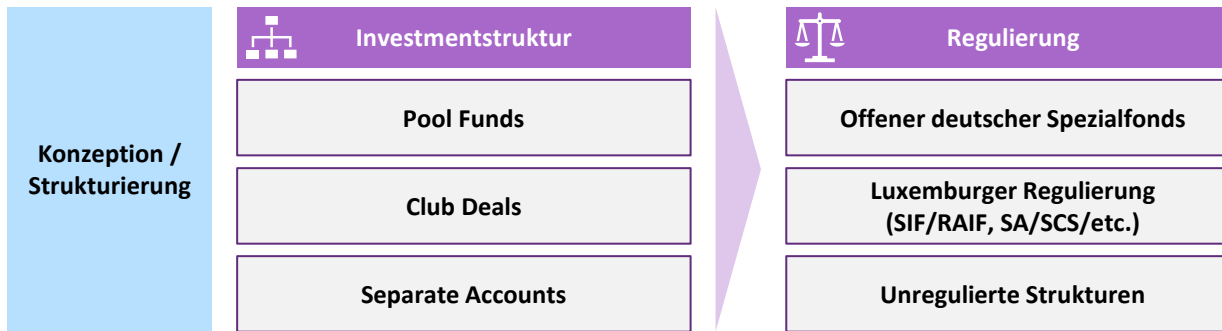 Konzeption /
Strukturierung
Investmentstruktur
Pool Funds
Club Deals
Separate Accounts
Regulierung
Offener deutscher Spezialfonds
Luxemburger Regulierung
(SIF/RAIF, SA/SCS/etc.)
Unregulierte Strukturen